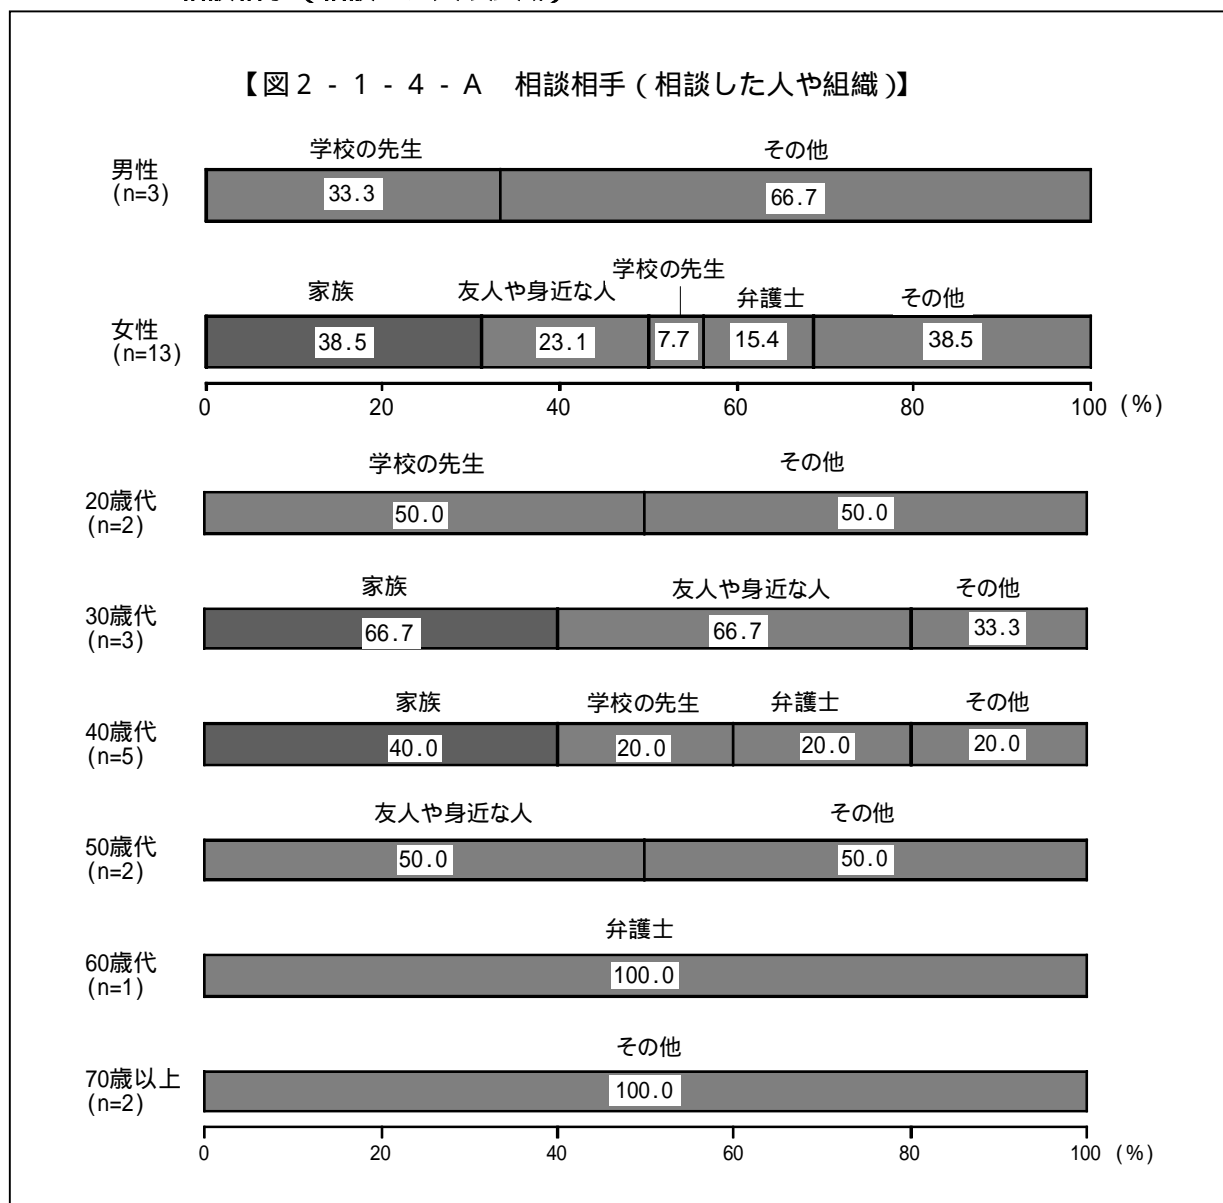 【図2-1-4-A 相談相手(相談した人や組織)】
学校の先生 その他
男性
(n=3)
33.3 66.7
学校の先生
家族 友人や身近な人 弁護士 その他
女性
(n=13)
38.5 23.1 7.7 15.4 38.5
0 20 40 60 80 100 (%)
学校の先生 その他
20歳代
(n=2)
50.0 50.0
家族 友人や身近な人 その他
30歳代
(n=3)
66.7 66.7 33.3
家族 学校の先生 弁護士 その他
40歳代
(n=5)
40.0 20.0 20.0 20.0
友人や身近な人 その他
50歳代
(n=2)
50.0 50.0
弁護士
60歳代
(n=1)
100.0
その他
70歳以上
(n=2)
100.0
0 20 40 60 80 100 (%)